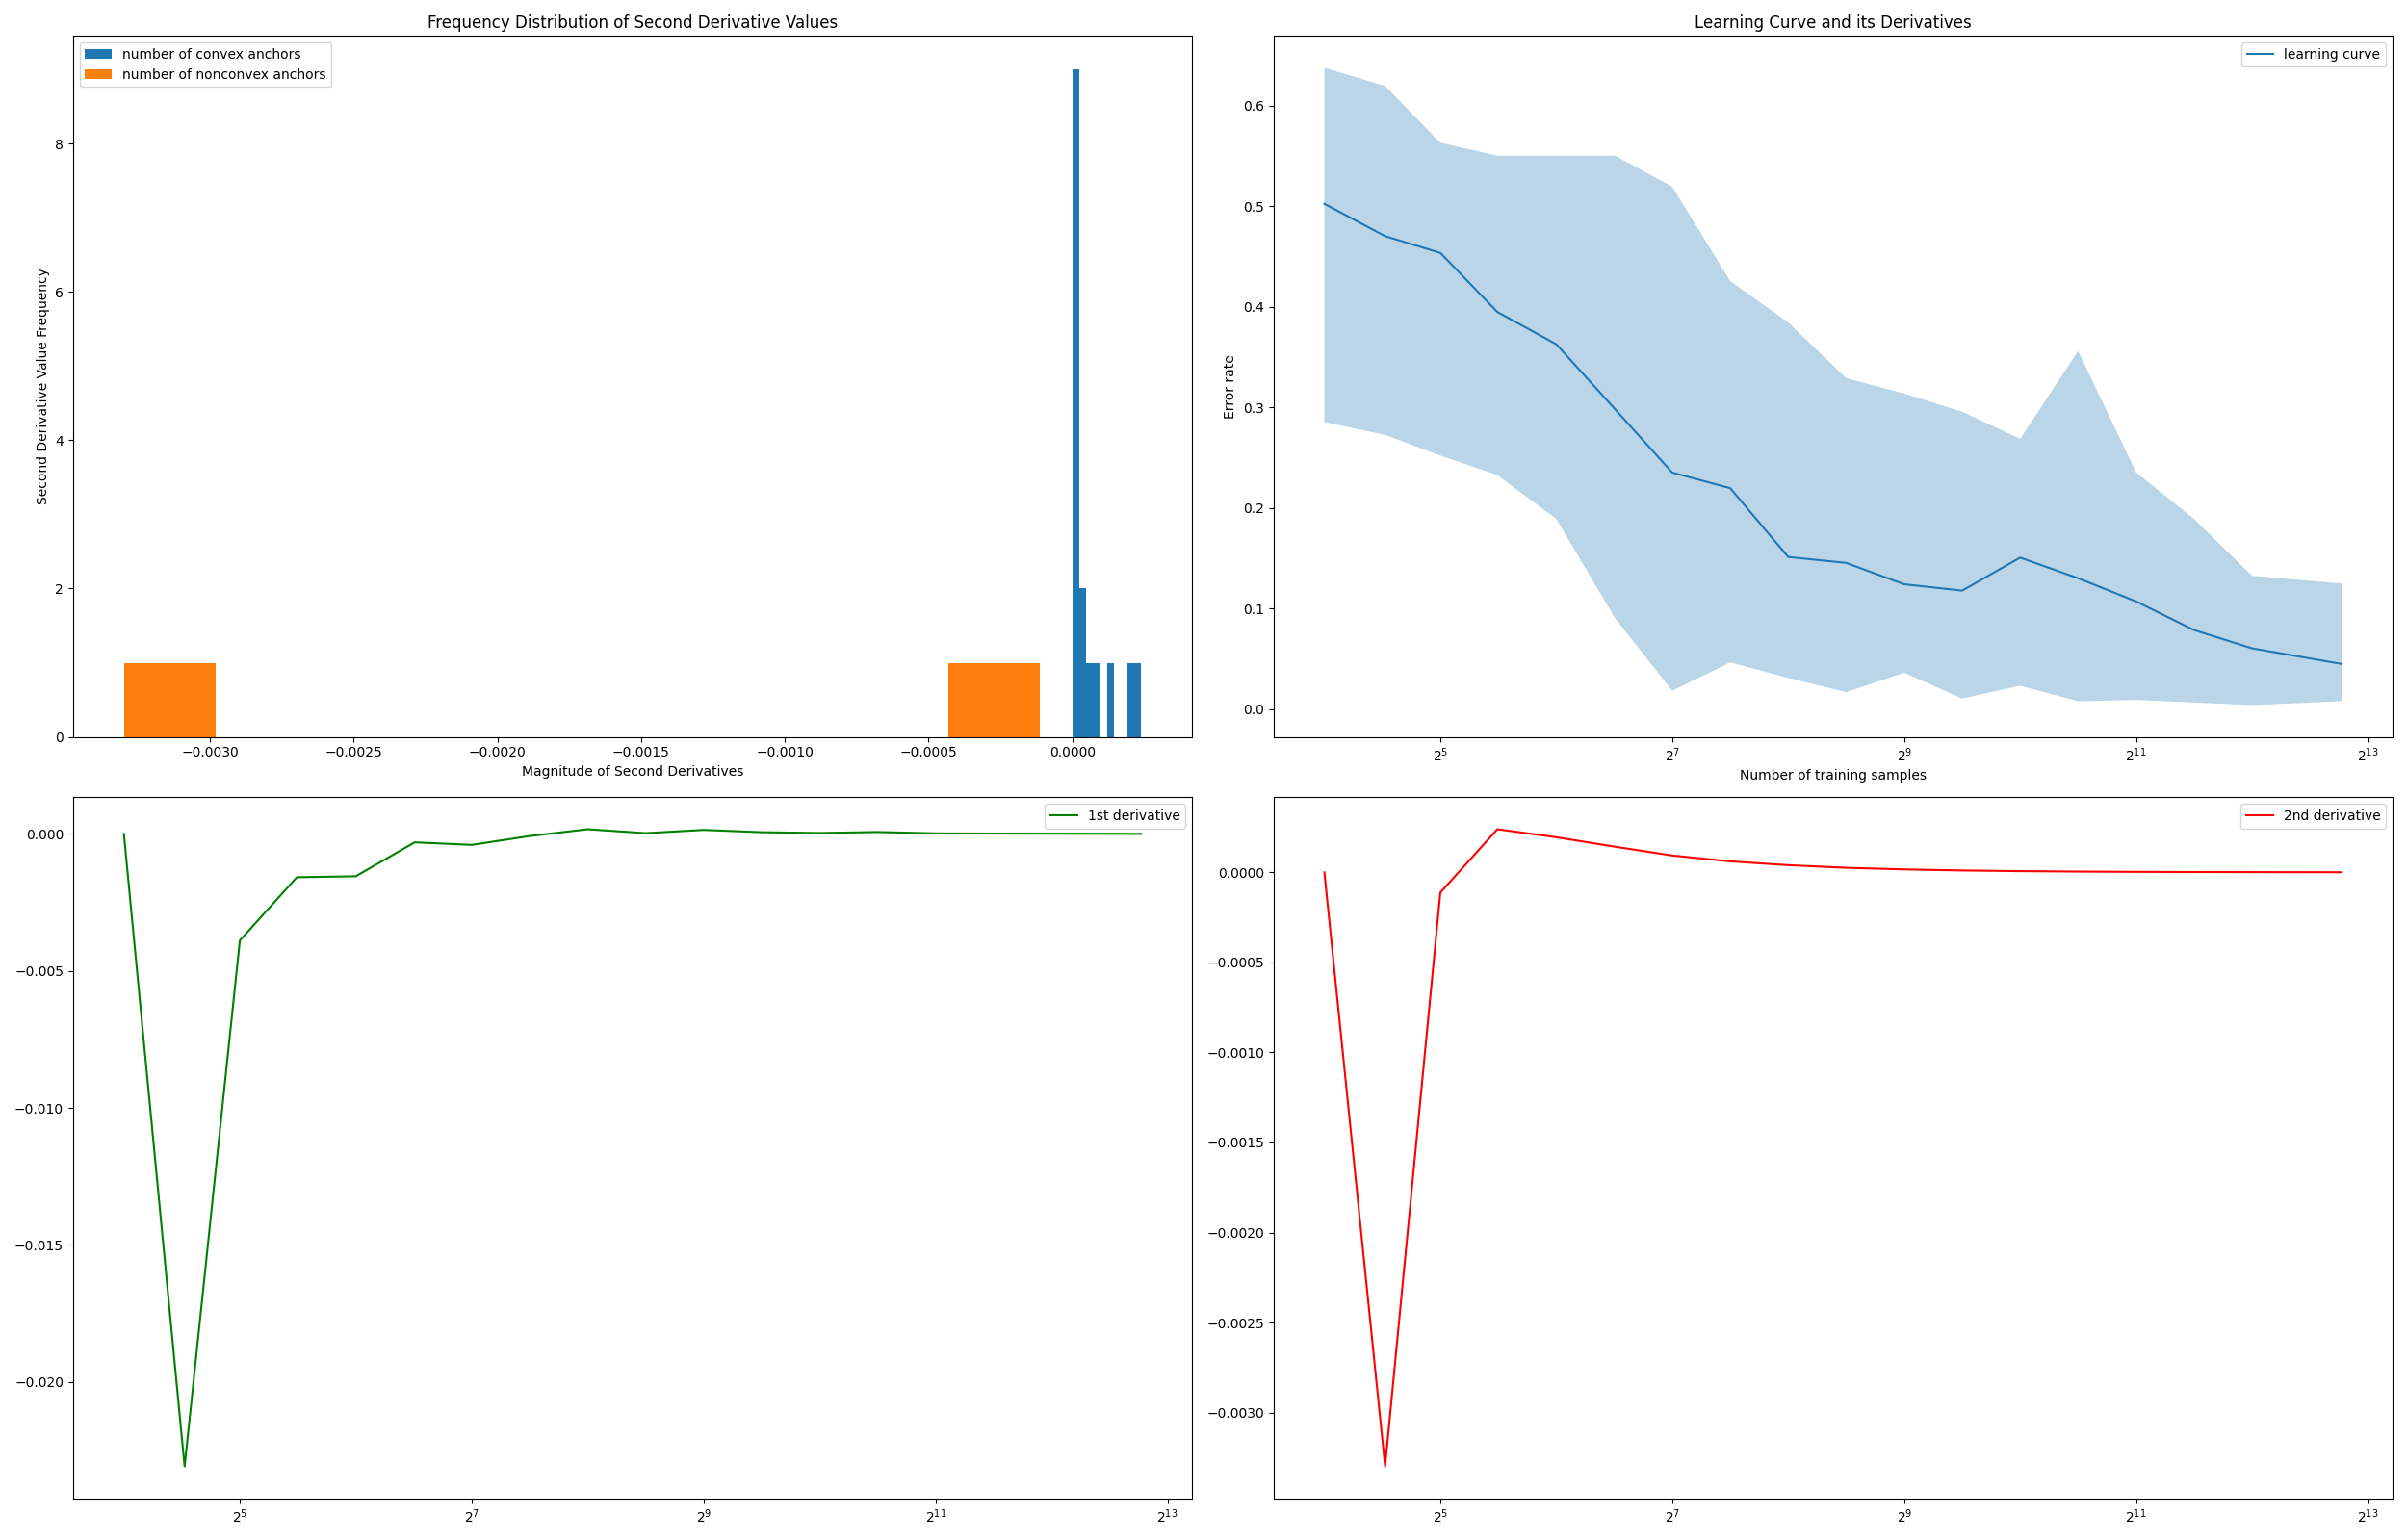 Frequency Distribution of Second Derivative Values
number of convex anchors
number of nonconvex anchors
8
6
4
2
0
Second Derivative Value Frequency
−0.0030 −0.0025 −0.0020 −0.0015 −0.0010 −0.0005 0.0000
Magnitude of Second Derivatives
Learning Curve and its Derivatives
learning curve
0.6
0.5
0.4
0.3
0.2
0.1
0.0
Error rate
2^5 2^7 2^9 2^11 2^13
Number of training samples
1st derivative
0.000
−0.005
−0.010
−0.015
−0.020
2^5 2^7 2^9 2^11 2^13
2nd derivative
0.0000
−0.0005
−0.0010
−0.0015
−0.0020
−0.0025
−0.0030
2^5 2^7 2^9 2^11 2^13